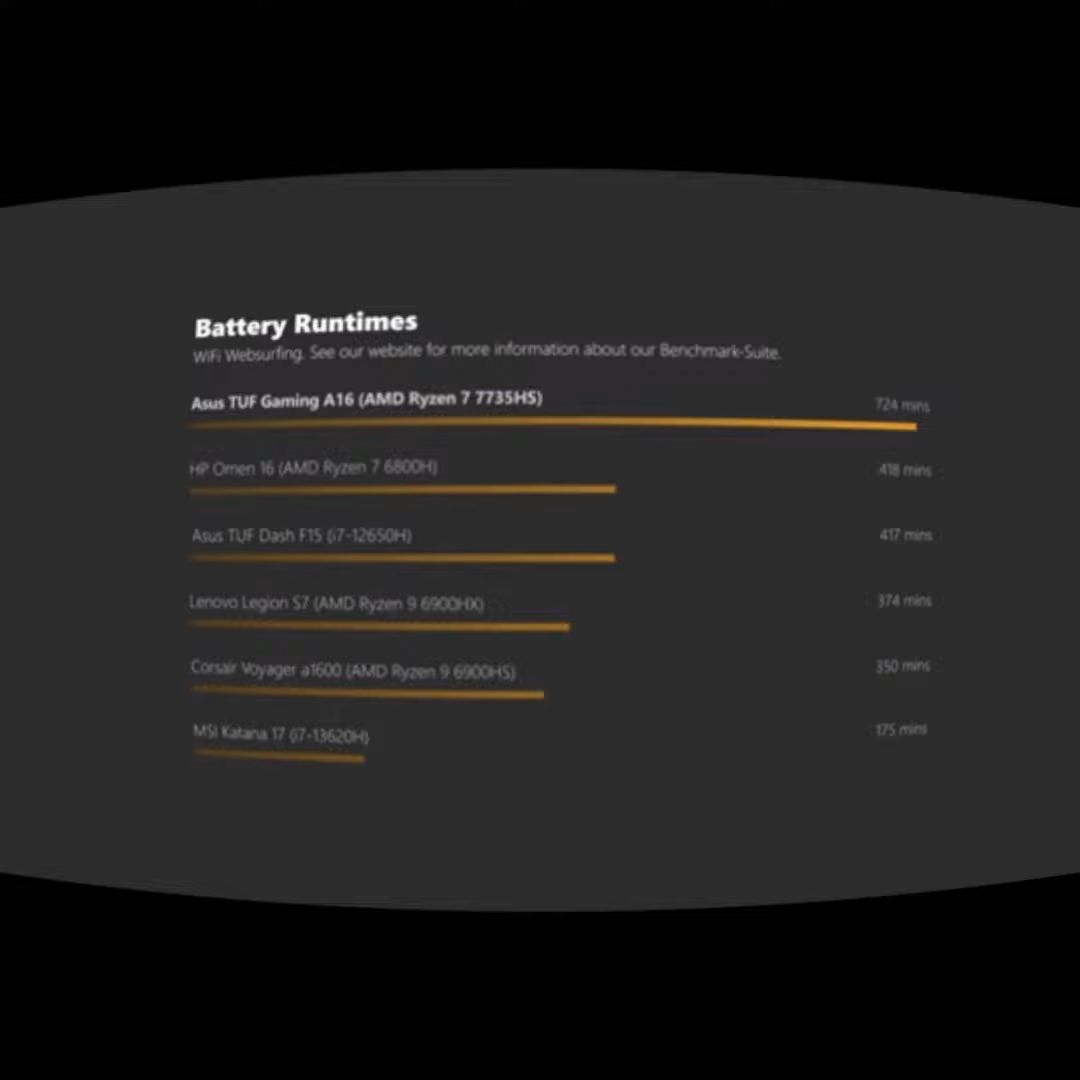 Battery Runtimes
WiFi Websurfing. See our website for more information about our Benchmark-Suite.
Asus TUF Gaming A16 (AMD Ryzen 7 7735HS) 724 mins
HP Omen 16 (AMD Ryzen 7 6800H) 418 mins
Asus TUF Dash F15 (i7-12650H) 417 mins
Lenovo Legion S7 (AMD Ryzen 9 6900HX) 374 mins
Corsair Voyager a1600 (AMD Ryzen 9 6900HS) 350 mins
MSI Katana 17 (i7-13620H) 175 mins